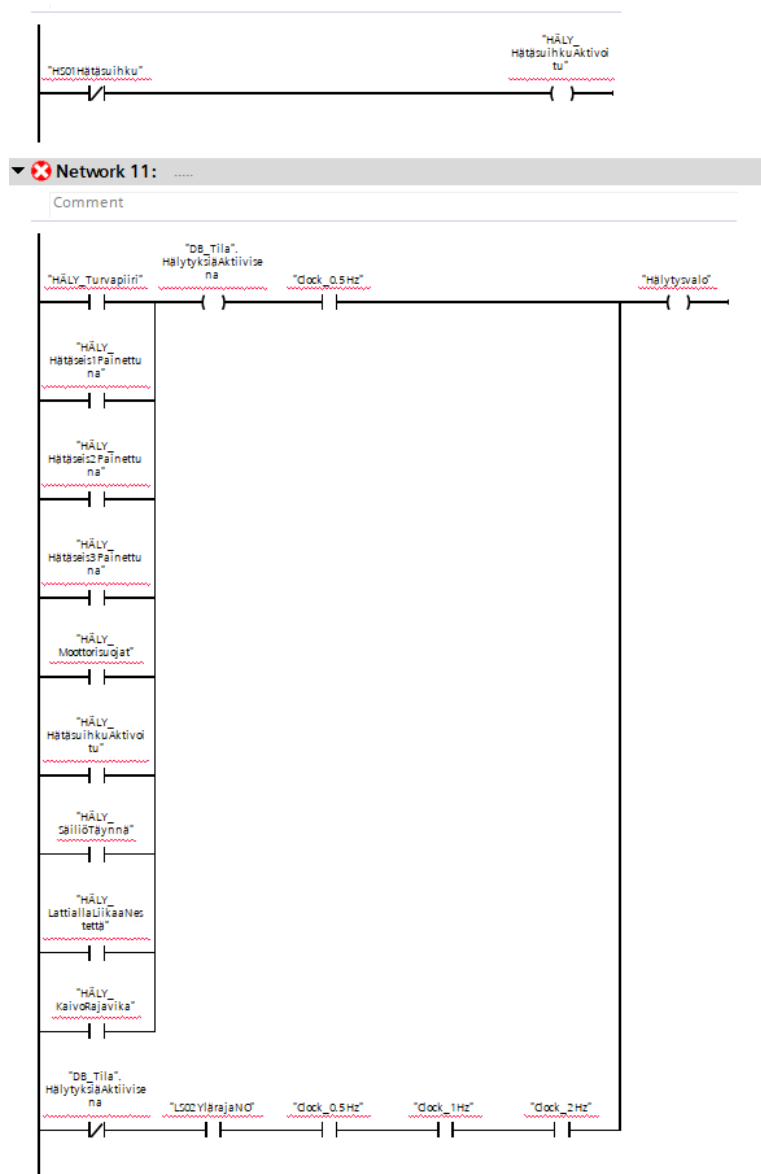 "HÄLY_
HätäsuihkuAktivoi
tu"
"HS01Hätäsuihku"
Network 11: .....
Comment
"DB_Tila".
HälytyksiäAktiivise
na
"HÄLY_Turvapiiri"
"Clock_0.5Hz"
"Hälytysvalo"
"HÄLY_
Hätäseis1Painettu
na"
"HÄLY_
Hätäseis2Painettu
na"
"HÄLY_
Hätäseis3Painettu
na"
"HÄLY_
Moottorisuojat"
"HÄLY_
HätäsuihkuAktivoi
tu"
"HÄLY_
SäiliöTäynnä"
"HÄLY_
LattiallaLiikaaNes
tettä"
"HÄLY_
KaivoRajavika"
"DB_Tila".
HälytyksiäAktiivise
na
"LS02YlärajaNO"
"Clock_0.5Hz"
"Clock_1Hz"
"Clock_2Hz"